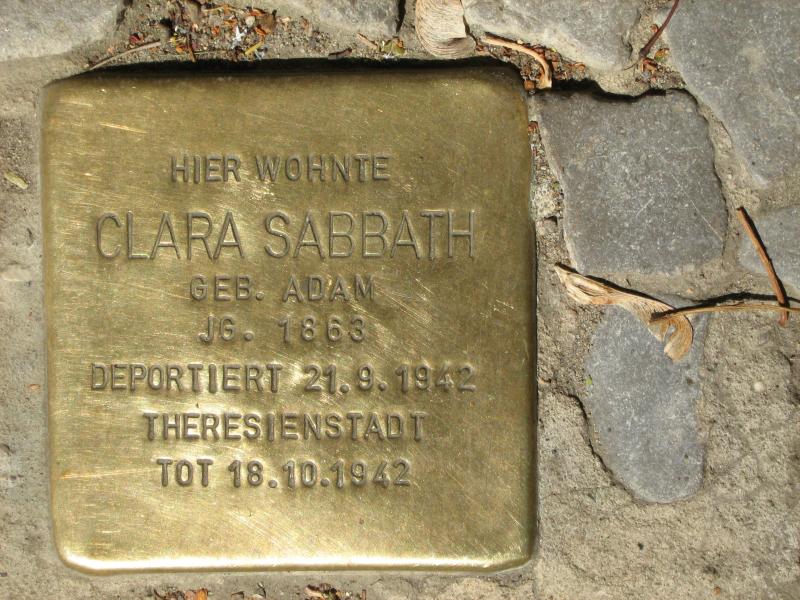 HIER WOHNTE
CLARA SABBATH
GEB. ADAM
JG. 1863
DEPORTIERT 21.9.1942
THERESIENSTADT
TOT 18.10.1942